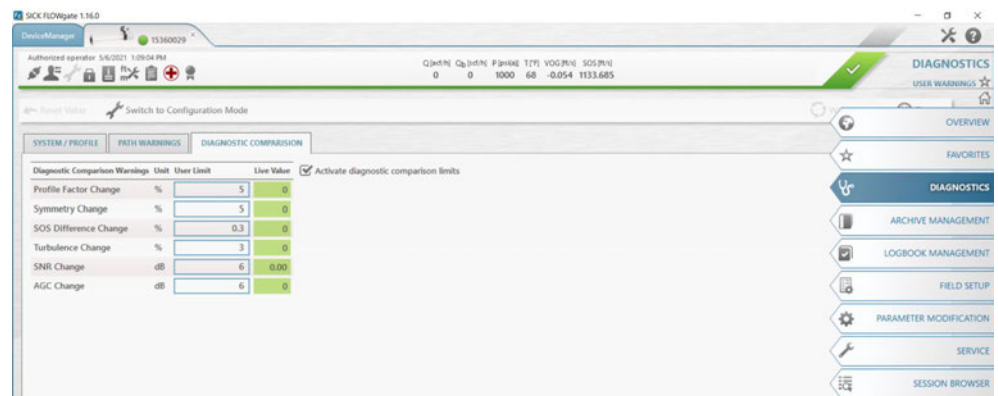 SICK FLOWgate 1.16.0
DeviceManager 15360029 ×
Authorized operator 5/6/2021 1:09:04 PM
Q [acf/h] Q_b [scf/h] P [psi(a)] T [°F] VOG [ft/s] SOS [ft/s]
0 0 1000 68 -0.054 1133.685
DIAGNOSTICS
USER WARNINGS
Reset Value Switch to Configuration Mode
OVERVIEW
SYSTEM / PROFILE PATH WARNINGS DIAGNOSTIC COMPARISION
FAVORITES
Diagnostic Comparison Warnings Unit User Limit Live Value Activate diagnostic comparison limits
Profile Factor Change % 5 0
DIAGNOSTICS
Symmetry Change % 5 0
ARCHIVE MANAGEMENT
SOS Difference Change % 0.3 0
Turbulence Change % 3 0
LOGBOOK MANAGEMENT
SNR Change dB 6 0.00
AGC Change dB 6 0
FIELD SETUP
PARAMETER MODIFICATION
SERVICE
SESSION BROWSER